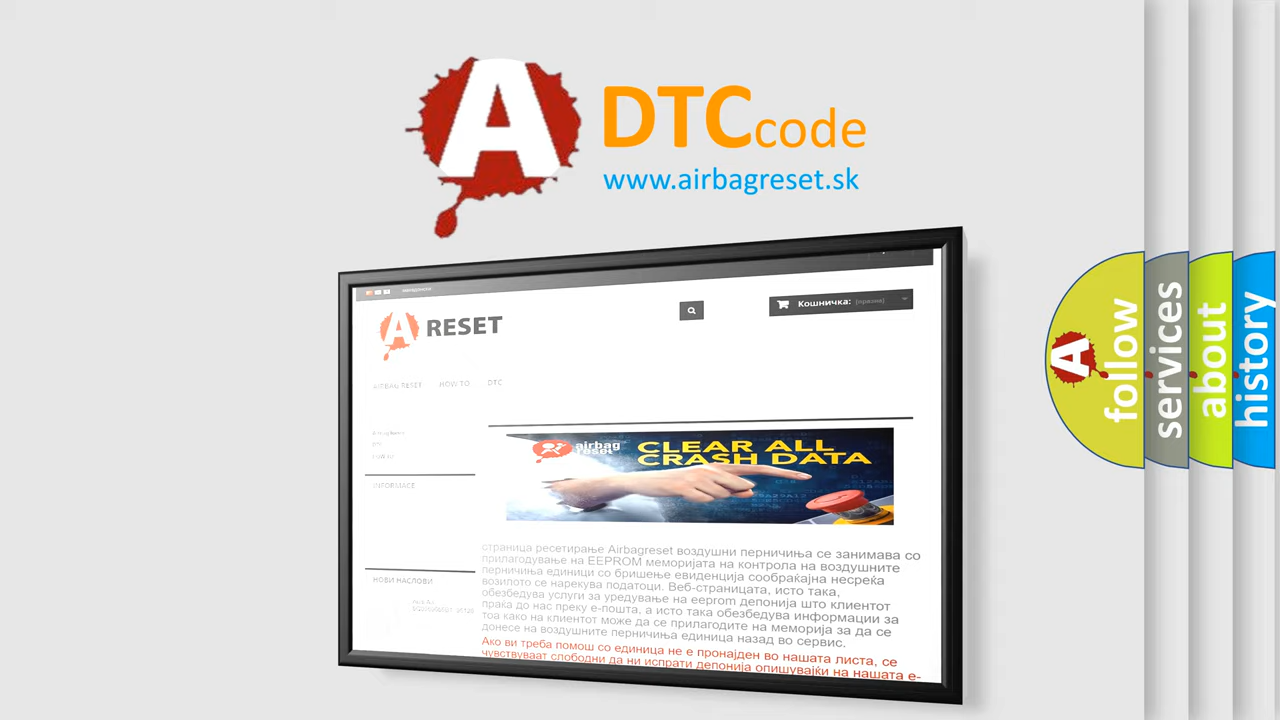 A
DTCcode
www.airbagreset.sk
A RESET
Кошничка: (празна)
AIRBAG RESET HOW TO DTC
airbag reset
CLEAR ALL
CRASH DATA
INFORMACE
НОВИ НАСЛОВИ
страница ресетирање Airbagreset воздушни перничиња се занимава со
прилагодување на EEPROM меморијата на контрола на воздушните
перничиња единици со бришење евиденција сообраќајна несреќа
возилото се нарекува податоци. Веб-страницата, исто така,
обезбедува услуги за уредување на eeprom депонија што клиентот
праќа до нас преку е-пошта, а исто така обезбедува информации за
тоа како на клиентот може да се прилагодите на меморија за да се
донесе на воздушните перничиња единица назад во сервис.
Ако ви треба помош со единица не е пронајден во нашата листа, се
чувствуваат слободни да ни испрати депонија опишувајќи на нашата е-
A
follow
services
about
history